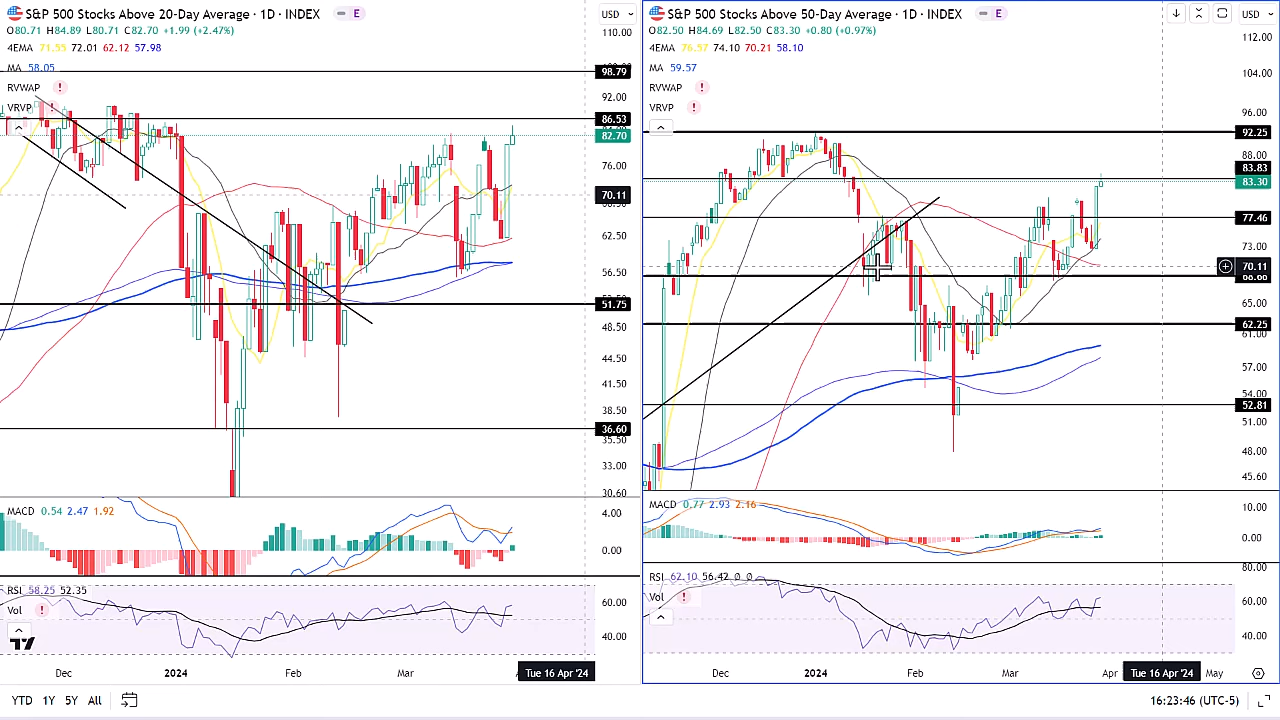 S&P 500 Stocks Above 20-Day Average · 1D · INDEX E
USD
O80.71 H84.89 L80.71 C82.70 +1.99 (+2.47%)
4EMA 71.55 72.01 62.12 57.98
MA 58.05
RVWAP !
VRVP !
110.00
98.79
92.00
86.53
82.70
76.00
70.11
62.50
56.50
51.75
48.50
44.50
41.50
38.50
36.60
35.50
33.00
30.60
MACD 0.54 2.47 1.92
4.00
0.00
RSI 58.25 52.35
Vol !
60.00
40.00
Dec 2024 Feb Mar
Tue 16 Apr '24
S&P 500 Stocks Above 50-Day Average · 1D · INDEX E
USD
O82.50 H84.69 L82.50 C83.30 +0.80 (+0.97%)
4EMA 76.57 74.10 70.21 58.10
MA 59.57
RVWAP !
VRVP !
112.00
104.00
96.00
92.25
88.00
83.83
83.30
77.46
73.00
70.11
65.00
62.25
61.00
57.00
54.00
52.81
51.00
48.00
45.60
MACD 0.77 2.93 2.16
10.00
0.00
RSI 62.10 56.42 0 0
Vol !
80.00
60.00
40.00
Dec 2024 Feb Mar Apr Tue 16 Apr '24 May
YTD 1Y 5Y All
16:23:46 (UTC-5)